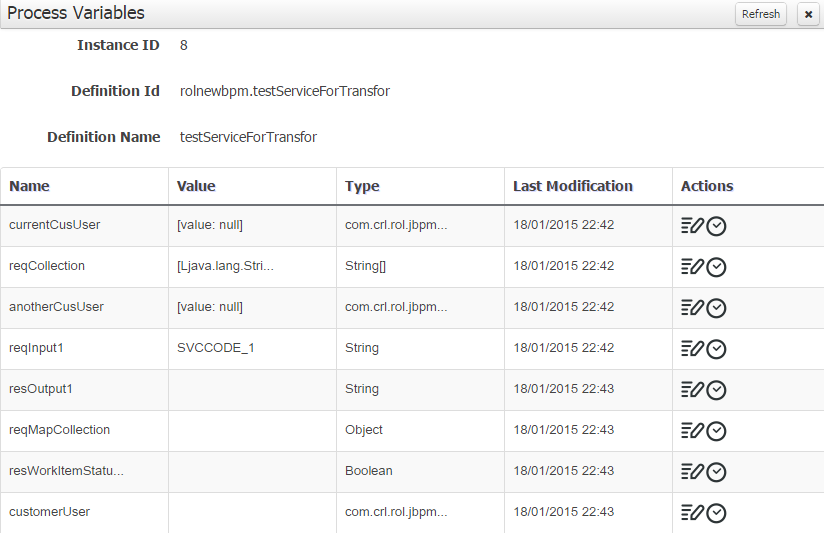 Process Variables Refresh ×
Instance ID 8
Definition Id rolnewbpm.testServiceForTransfor
Definition Name testServiceForTransfor
Name Value Type Last Modification Actions
currentCusUser [value: null] com.crl.rol.jbpm... 18/01/2015 22:42
reqCollection [Ljava.lang.Stri... String[] 18/01/2015 22:42
anotherCusUser [value: null] com.crl.rol.jbpm... 18/01/2015 22:42
reqInput1 SVCCODE_1 String 18/01/2015 22:42
resOutput1 String 18/01/2015 22:43
reqMapCollection Object 18/01/2015 22:43
resWorkItemStatu... Boolean 18/01/2015 22:43
customerUser com.crl.rol.jbpm... 18/01/2015 22:43